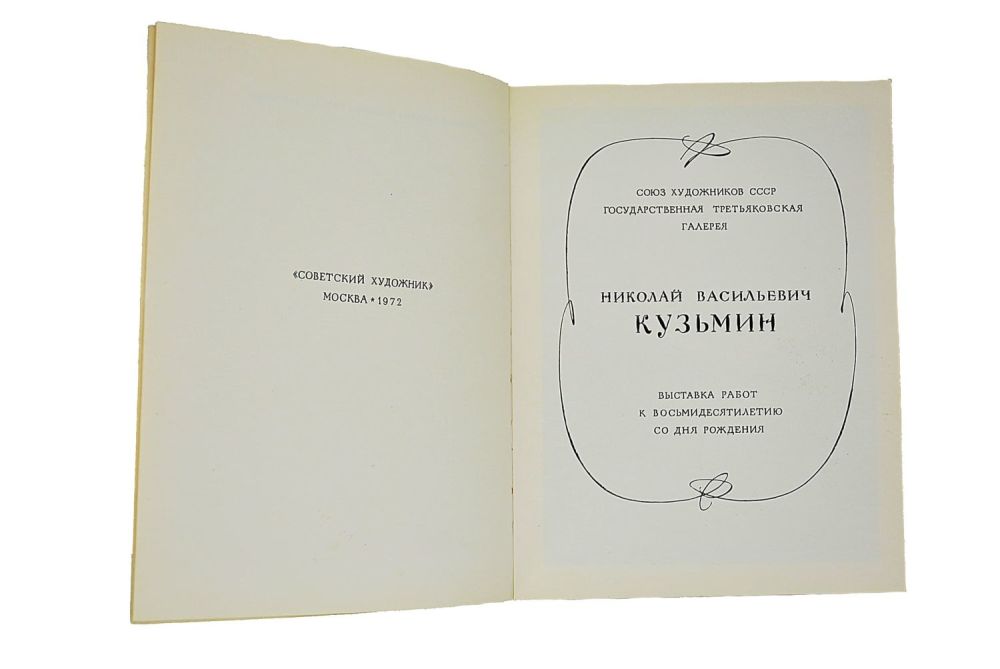 «СОВЕТСКИЙ ХУДОЖНИК»
МОСКВА * 1972
СОЮЗ ХУДОЖНИКОВ СССР
ГОСУДАРСТВЕННАЯ ТРЕТЬЯКОВСКАЯ
ГАЛЕРЕЯ
НИКОЛАЙ ВАСИЛЬЕВИЧ
КУЗЬМИН
ВЫСТАВКА РАБОТ
К ВОСЬМИДЕСЯТИЛЕТИЮ
СО ДНЯ РОЖДЕНИЯ